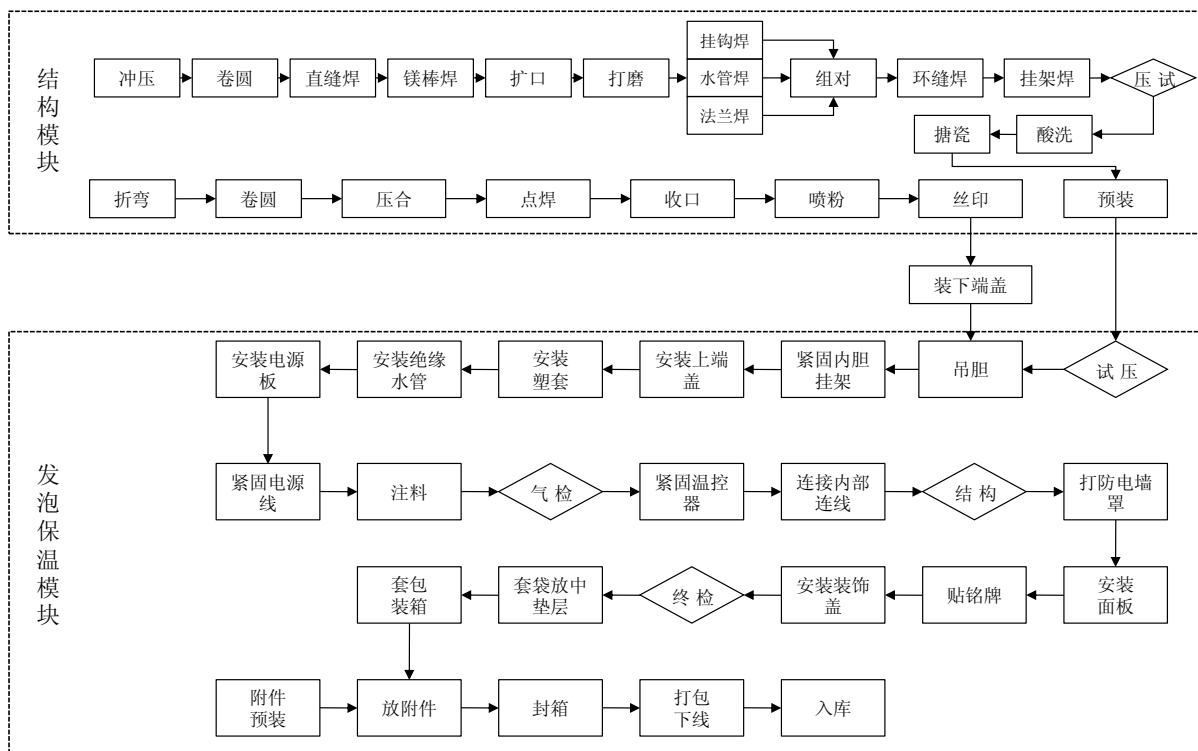 结构模块
冲压
卷圆
直缝焊
镁棒焊
扩口
打磨
挂钩焊
水管焊
法兰焊
组对
环缝焊
挂架焊
压试
搪瓷
酸洗
折弯
卷圆
压合
点焊
收口
喷粉
丝印
预装
装下端盖
发泡保温模块
安装电源
板
安装绝缘
水管
安装
塑套
安装上端
盖
紧固内胆
挂架
吊胆
试压
紧固电源
线
注料
气检
紧固温控
器
连接内部
连线
结构
打防电墙
罩
套包
装箱
套袋放中
垫层
终检
安装装饰
盖
贴铭牌
安装
面板
附件
预装
放附件
封箱
打包
下线
入库